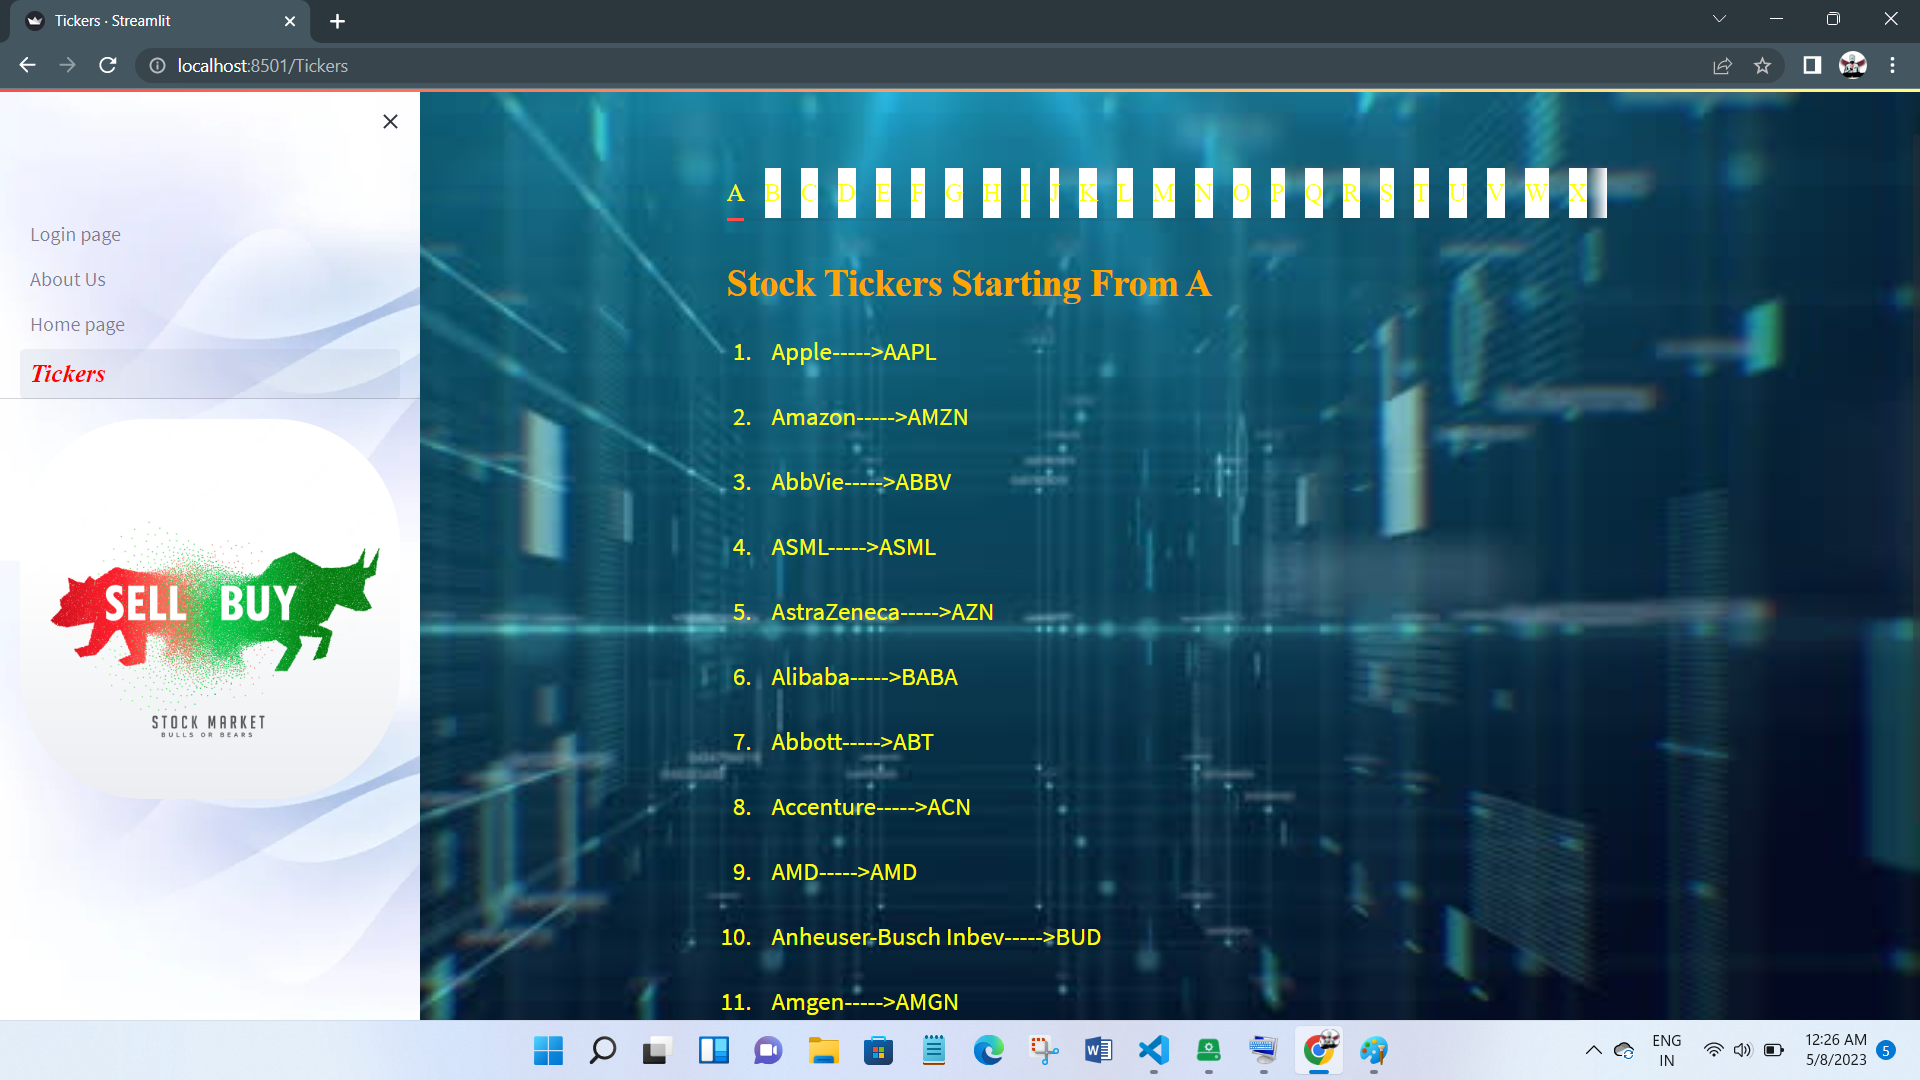 Tickers · Streamlit
localhost:8501/Tickers
Login page
About Us
Home page
Tickers
SELL BUY
STOCK MARKET
BULLS OR BEARS
A B C D E F G H I J K L M N O P Q R S T U V W X
Stock Tickers Starting From A
1. Apple----->AAPL
2. Amazon----->AMZN
3. AbbVie----->ABBV
4. ASML----->ASML
5. AstraZeneca----->AZN
6. Alibaba----->BABA
7. Abbott----->ABT
8. Accenture----->ACN
9. AMD----->AMD
10. Anheuser-Busch Inbev----->BUD
11. Amgen----->AMGN
ENG
IN
12:26 AM
5/8/2023
5